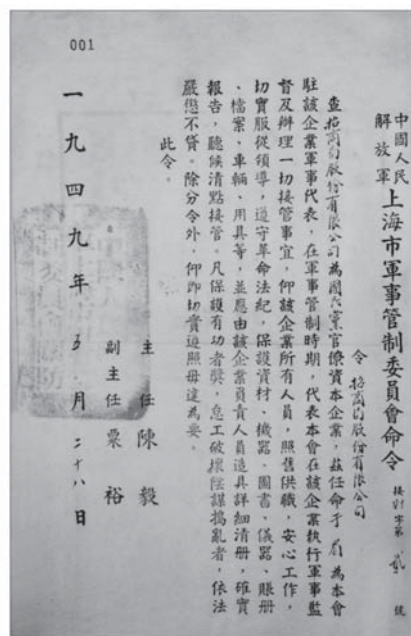 001
中國人民
解放軍
上海市軍事管制委員會命令
字第 貳 號
令 招商局股份有限公司
查招商局股份有限公司為國民黨官僚資本企業，茲任命于 為本會
駐該企業軍事代表，在軍事管制時期，代表本會在該企業執行軍事監
督及辦理一切接管事宜，仰該企業所有人員，照舊供職，安心工作，
切實服從領導，遵守革命法紀，保護資材、機器、圖書、儀器、賬册
、檔案、車輛、用具等，並應由該企業負責人員造具詳細清册，確實
報告，聽候清點接管。凡保護有功者獎，怠工破壞陰謀搗亂者，依法
嚴懲不貸。除分令外，仰即切實遵照毋違為要。
此令。
主任 陳毅
副主任 粟裕
一九四九年 五月二十八日